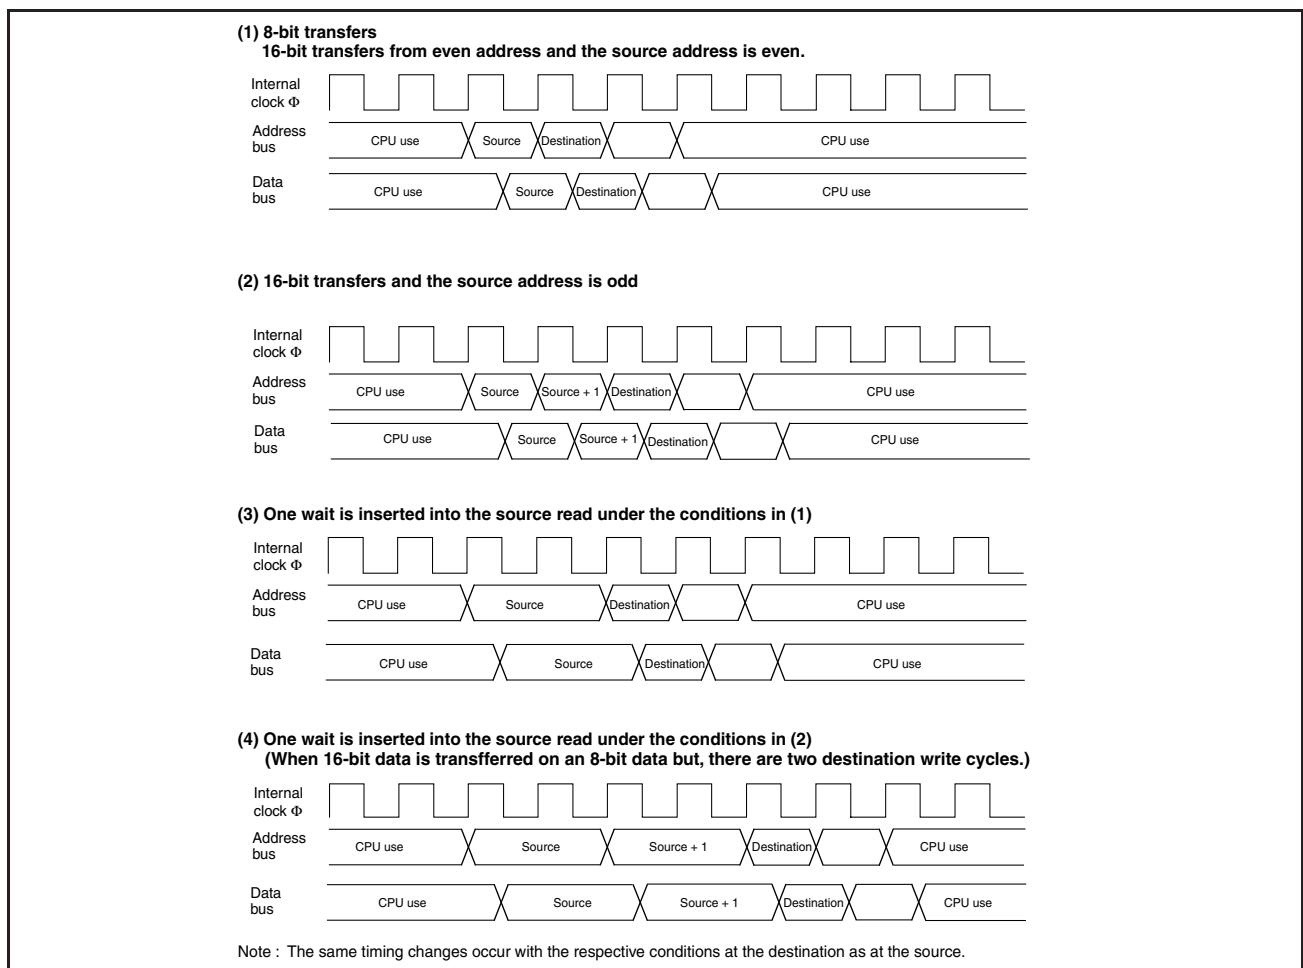 (1) 8-bit transfers
16-bit transfers from even address and the source address is even.
Internal
clock Φ
Address
bus
CPU use Source Destination CPU use
Data
bus
CPU use Source Destination CPU use
(2) 16-bit transfers and the source address is odd
Internal
clock Φ
Address
bus
CPU use Source Source + 1 Destination CPU use
Data
bus
CPU use Source Source + 1 Destination CPU use
(3) One wait is inserted into the source read under the conditions in (1)
Internal
clock Φ
Address
bus
CPU use Source Destination CPU use
Data
bus
CPU use Source Destination CPU use
(4) One wait is inserted into the source read under the conditions in (2)
(When 16-bit data is transfferred on an 8-bit data but, there are two destination write cycles.)
Internal
clock Φ
Address
bus
CPU use Source Source + 1 Destination CPU use
Data
bus
CPU use Source Source + 1 Destination CPU use
Note : The same timing changes occur with the respective conditions at the destination as at the source.